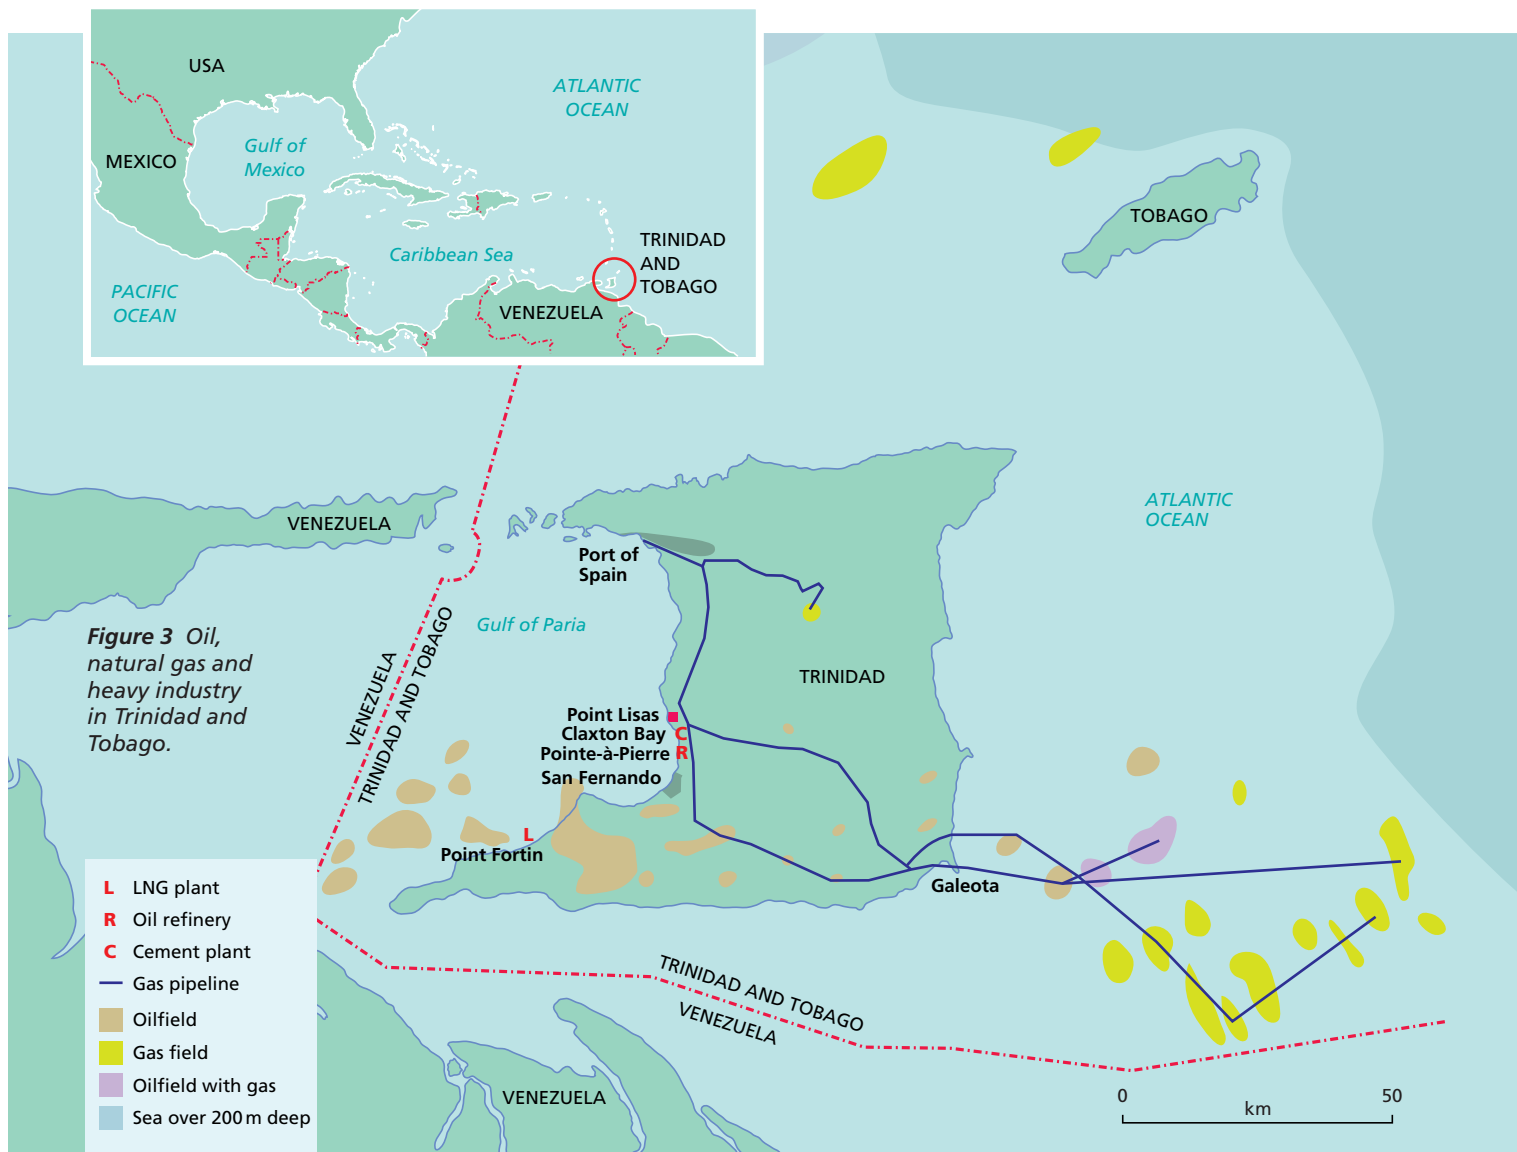 USA
ATLANTIC
OCEAN
Gulf of
Mexico
MEXICO
Caribbean Sea
TRINIDAD
AND
TOBAGO
PACIFIC
OCEAN
VENEZUELA
TOBAGO
VENEZUELA
ATLANTIC
OCEAN
Port of
Spain
Gulf of Paria
Figure 3 Oil,
natural gas and
heavy industry
in Trinidad and
Tobago.
VENEZUELA
TRINIDAD AND TOBAGO
TRINIDAD
Point Lisas
Claxton Bay C
Pointe-à-Pierre R
San Fernando
L
Point Fortin
Galeota
L LNG plant
R Oil refinery
C Cement plant
Gas pipeline
Oilfield
Gas field
Oilfield with gas
Sea over 200 m deep
TRINIDAD AND TOBAGO
VENEZUELA
VENEZUELA
0 50
km